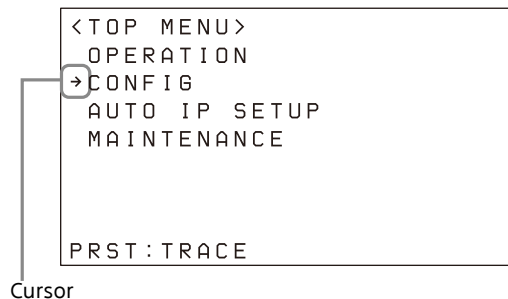 <TOP MENU>
OPERATION
→CONFIG
AUTO IP SETUP
MAINTENANCE
PRST:TRACE
Cursor